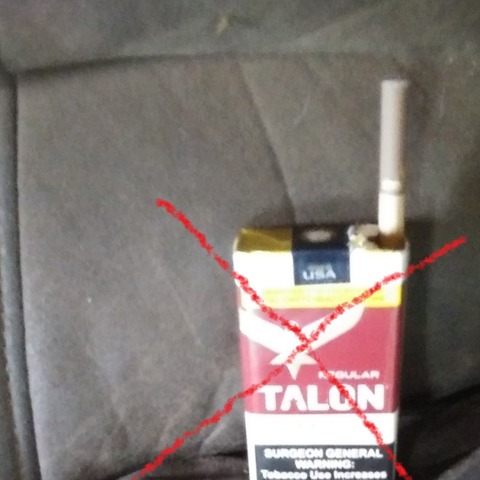 USA
REGULAR
TALON
SURGEON GENERAL
WARNING:
Tobacco Use Increases